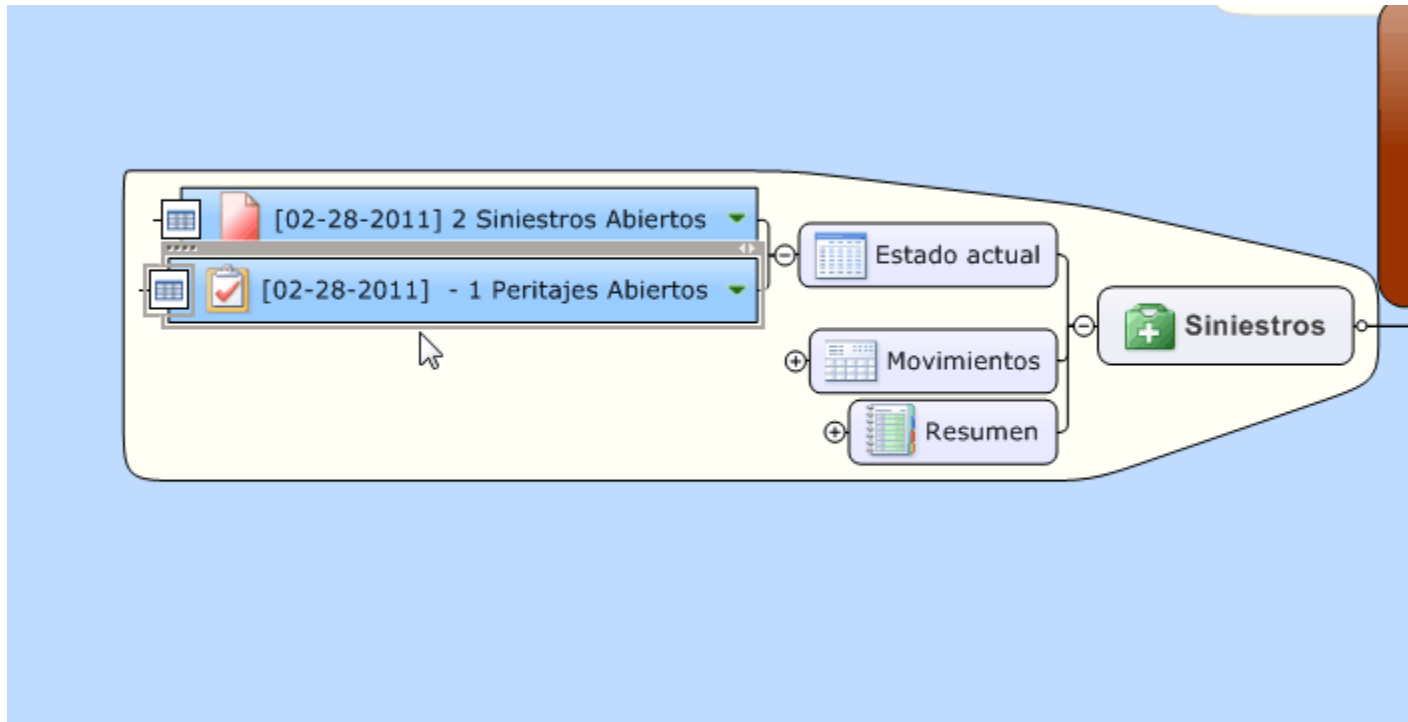 [02-28-2011] 2 Siniestros Abiertos
[02-28-2011]  - 1 Peritajes Abiertos
Estado actual
Movimientos
Resumen
Siniestros